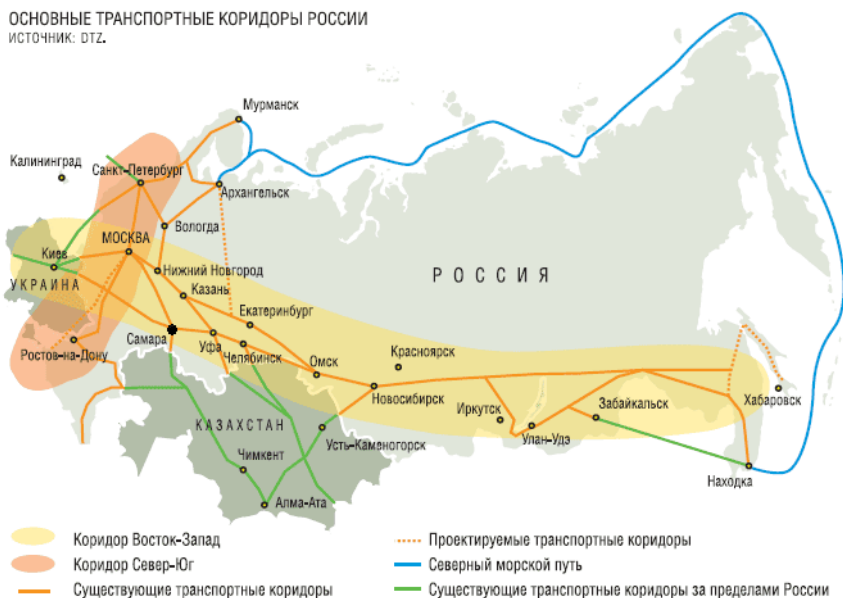 ОСНОВНЫЕ ТРАНСПОРТНЫЕ КОРИДОРЫ РОССИИ
ИСТОЧНИК: DTZ.
Мурманск
Калининград
Санкт-Петербург
Архангельск
Вологда
МОСКВА
Киев
Нижний Новгород
УКРАИНА
Казань
РОССИЯ
Екатеринбург
Самара
Ростов-на-Дону
Уфа
Челябинск
Омск
Красноярск
Новосибирск
Хабаровск
Иркутск
Забайкальск
КАЗАХСТАН
Улан-Удэ
Усть-Каменогорск
Чимкент
Находка
Алма-Ата
Коридор Восток-Запад
Коридор Север-Юг
Существующие транспортные коридоры
Проектируемые транспортные коридоры
Северный морской путь
Существующие транспортные коридоры за пределами России